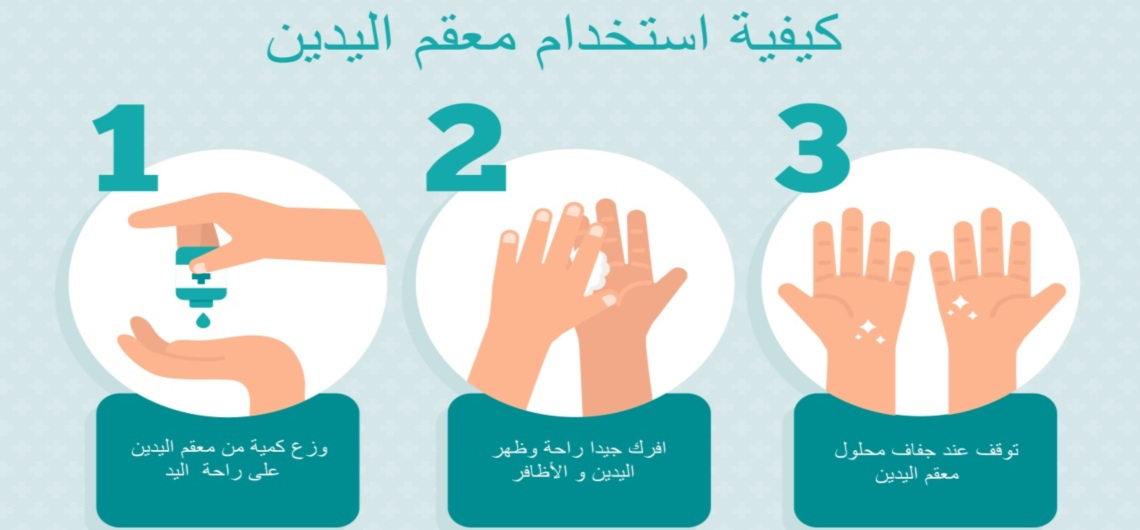 كيفية استخدام معقم اليدين
1
وزع كمية من معقم اليدين
على راحة اليد
2
افرك جيدا راحة وظهر
اليدين و الأظافر
3
توقف عند جفاف محلول
معقم اليدين